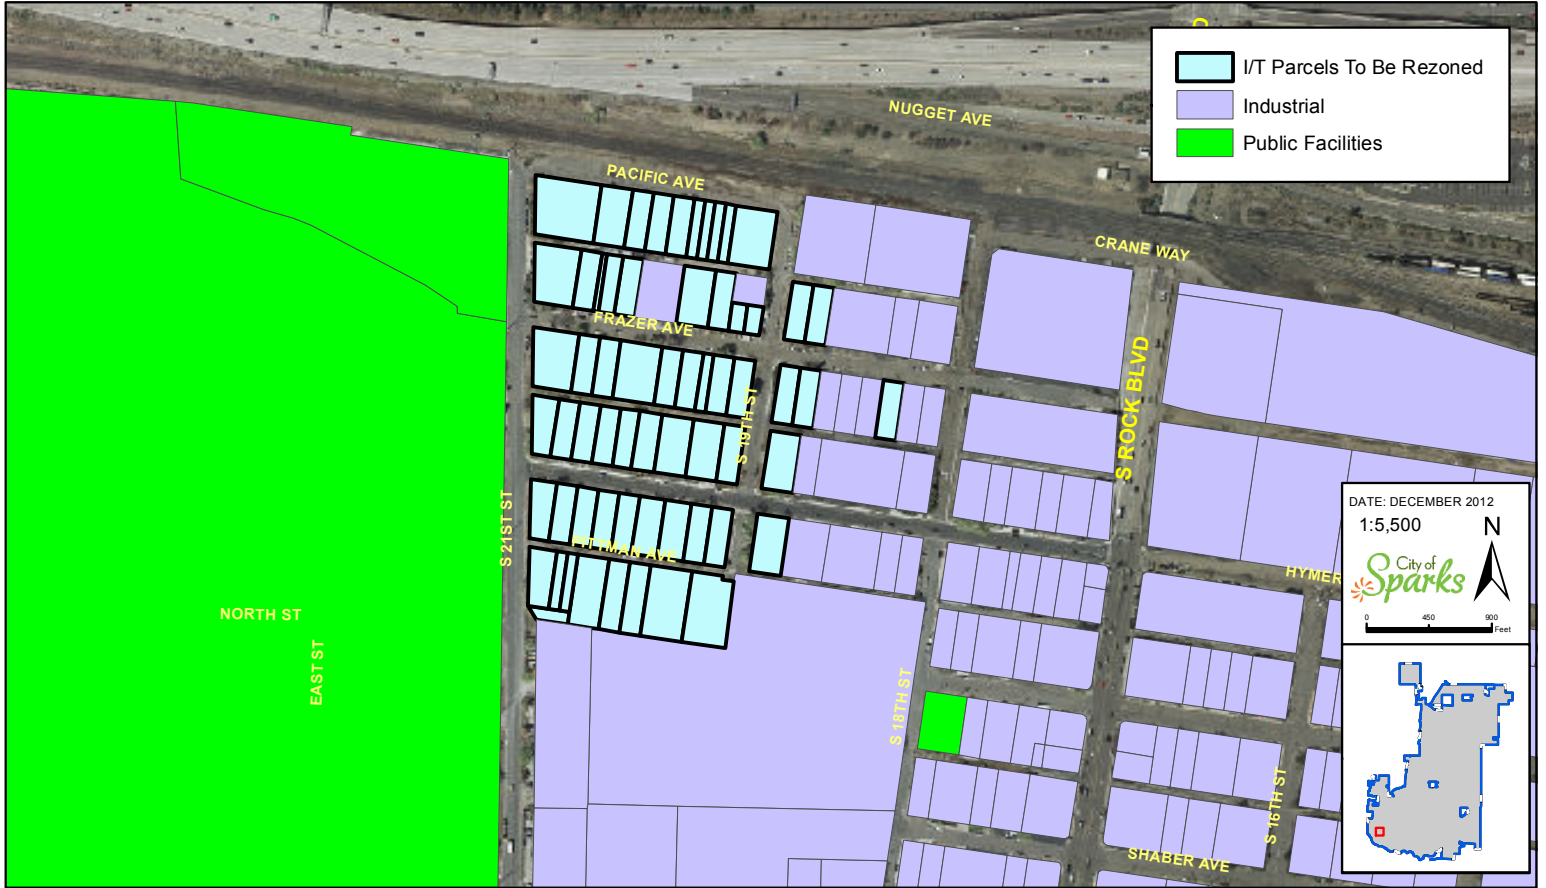 NUGGET AVE
I/T Parcels To Be Rezoned
Industrial
Public Facilities
PACIFIC AVE
CRANE WAY
FRAZER AVE
S 19TH ST
S ROCK BLVD
S 21ST ST
PITTMAN AVE
HYMER
NORTH ST
EAST ST
S 18TH ST
S 16TH ST
SHABER AVE
DATE: DECEMBER 2012
1:5,500
N
City of
Sparks
0 450 900
Feet